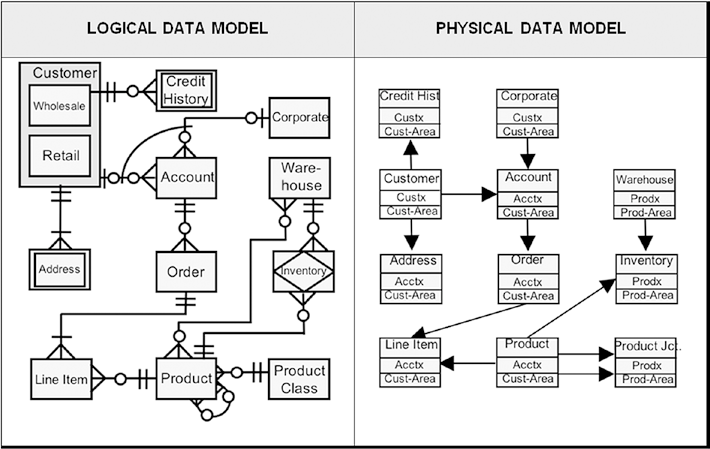 LOGICAL DATA MODEL
PHYSICAL DATA MODEL
Customer
Wholesale
Retail
Credit
History
Corporate
Account
Ware-
house
Address
Order
Inventory
Line Item
Product
Product
Class
Credit Hist
Custx
Cust-Area
Corporate
Custx
Cust-Area
Customer
Custx
Cust-Area
Account
Acctx
Cust-Area
Warehouse
Prodx
Prod-Area
Address
Acctx
Cust-Area
Order
Acctx
Cust-Area
Inventory
Prodx
Prod-Area
Line Item
Acctx
Cust-Area
Product
Acctx
Cust-Area
Product Jct.
Prodx
Prod-Area